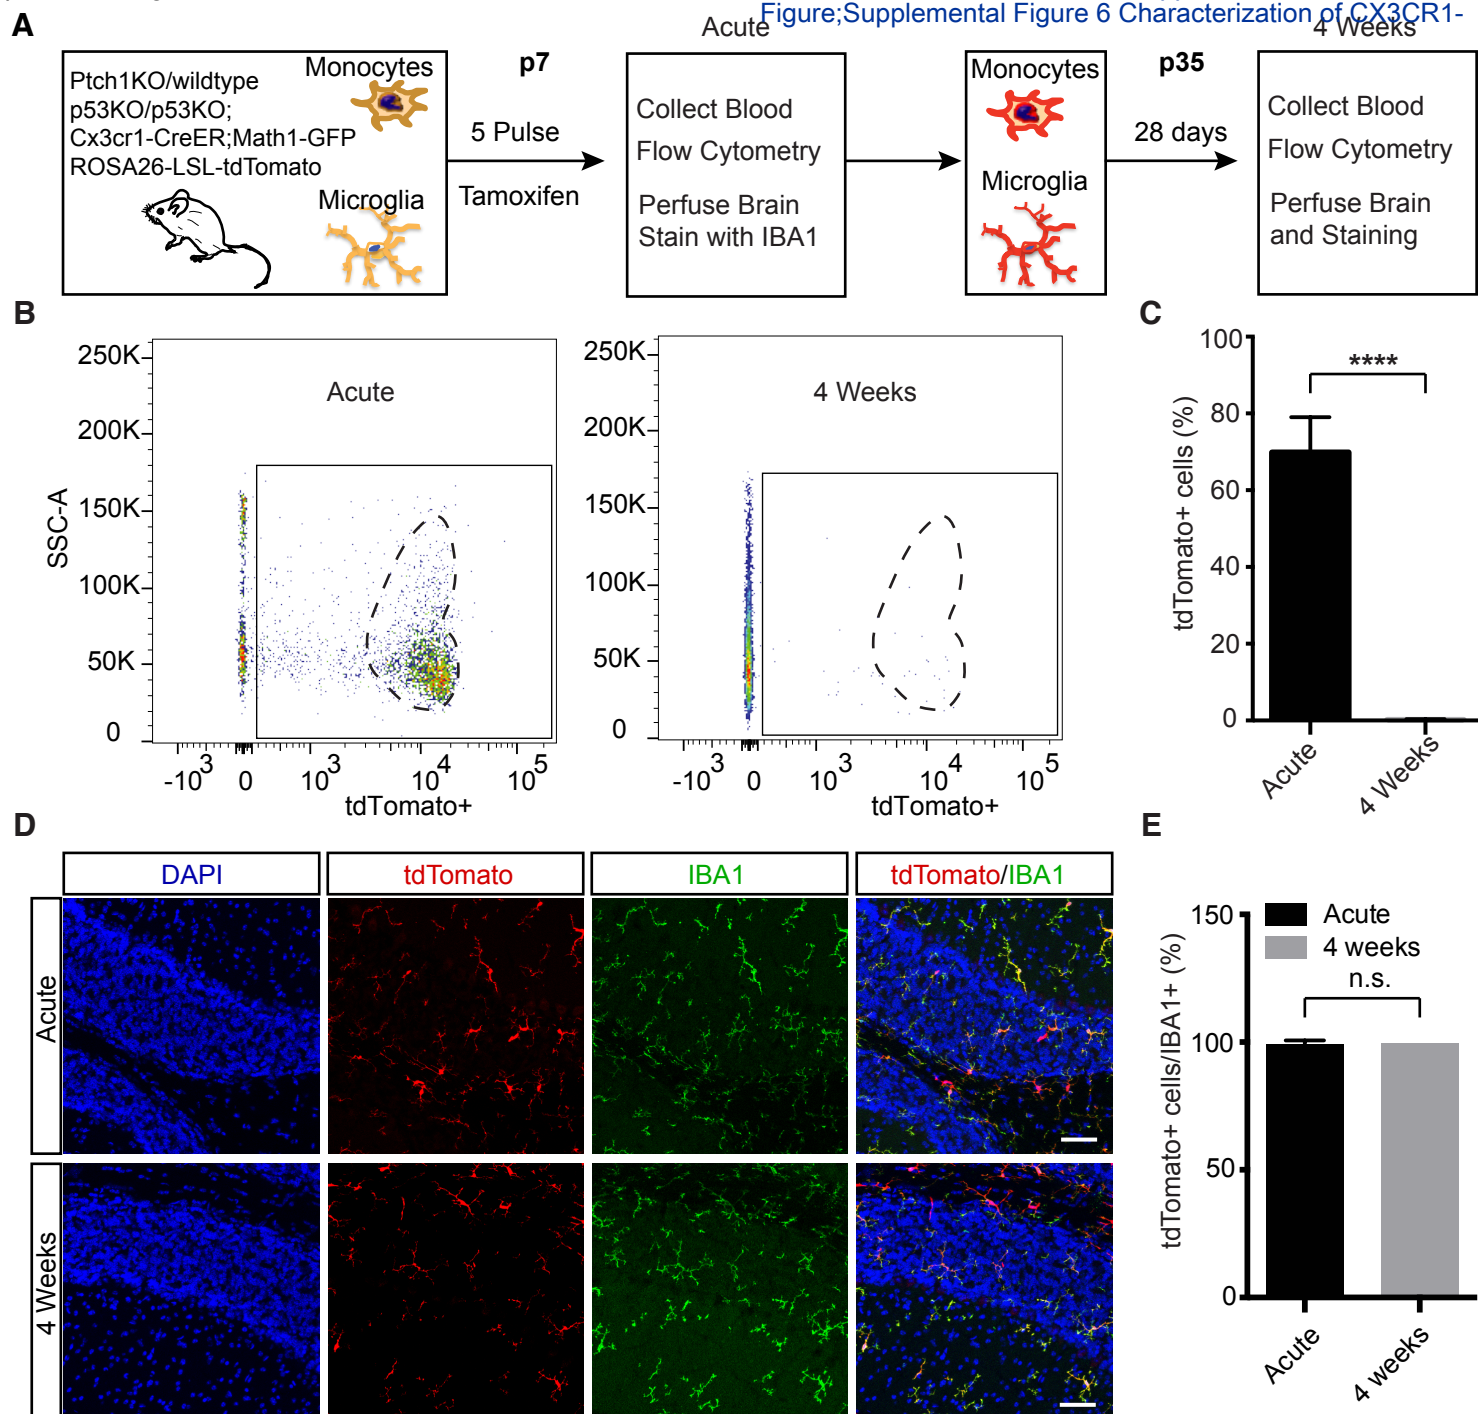 Figure;Supplemental Figure 6 Characterization of CX3CR1-
A
Acute
4 Weeks
Ptch1KO/wildtype
p53KO/p53KO;
Cx3cr1-CreER;Math1-GFP
ROSA26-LSL-tdTomato
Monocytes
Microglia
p7
5 Pulse
Tamoxifen
Collect Blood
Flow Cytometry
Perfuse Brain
Stain with IBA1
Monocytes
Microglia
p35
28 days
Collect Blood
Flow Cytometry
Perfuse Brain
and Staining
B
SSC-A
250K
200K
150K
100K
50K
0
Acute
-10³ 0 10³ 10⁴ 10⁵
tdTomato+
250K
200K
150K
100K
50K
0
4 Weeks
-10³ 0 10³ 10⁴ 10⁵
tdTomato+
C
tdTomato+ cells (%)
100
80
60
40
20
0
****
Acute
4 Weeks
D
DAPI
tdTomato
IBA1
tdTomato/IBA1
Acute
4 Weeks
E
tdTomato+ cells/IBA1+ (%)
150
100
50
0
Acute
4 weeks
n.s.
Acute
4 weeks